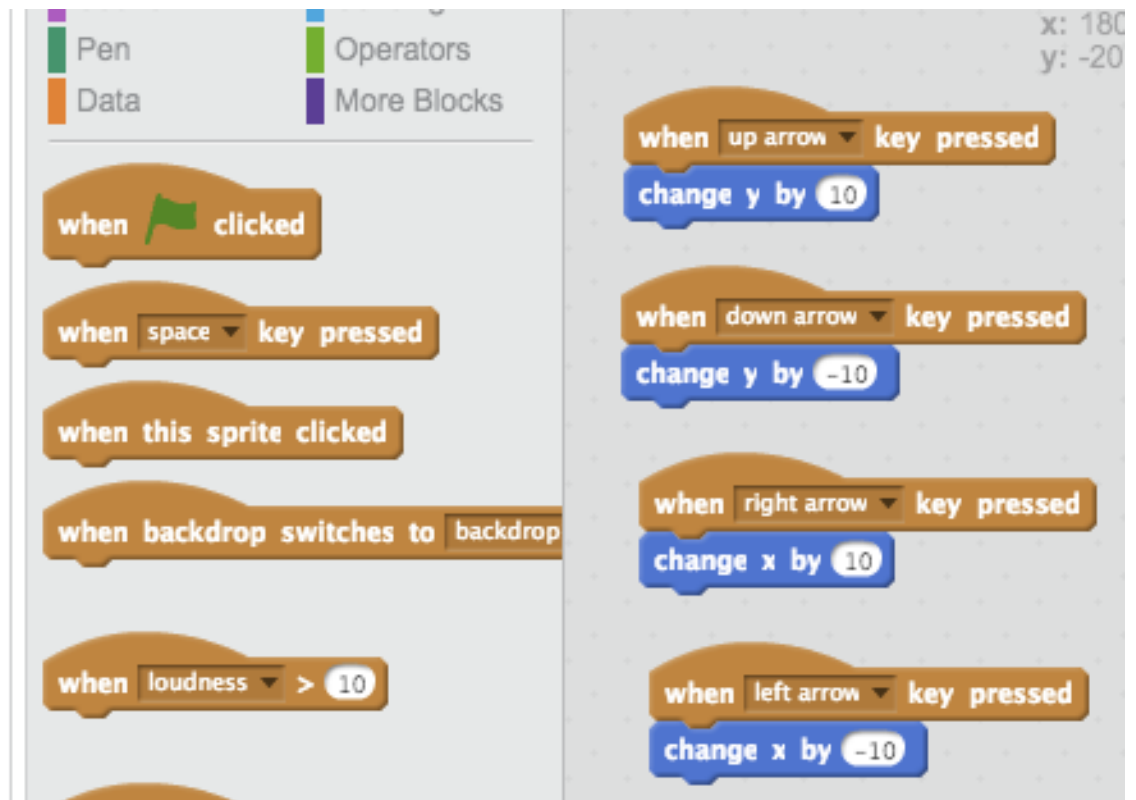 Pen
Operators
Data
More Blocks
when clicked
when space key pressed
when this sprite clicked
when backdrop switches to backdrop
when loudness > 10
x: 180
y: -20
when up arrow key pressed
change y by 10
when down arrow key pressed
change y by -10
when right arrow key pressed
change x by 10
when left arrow key pressed
change x by -10